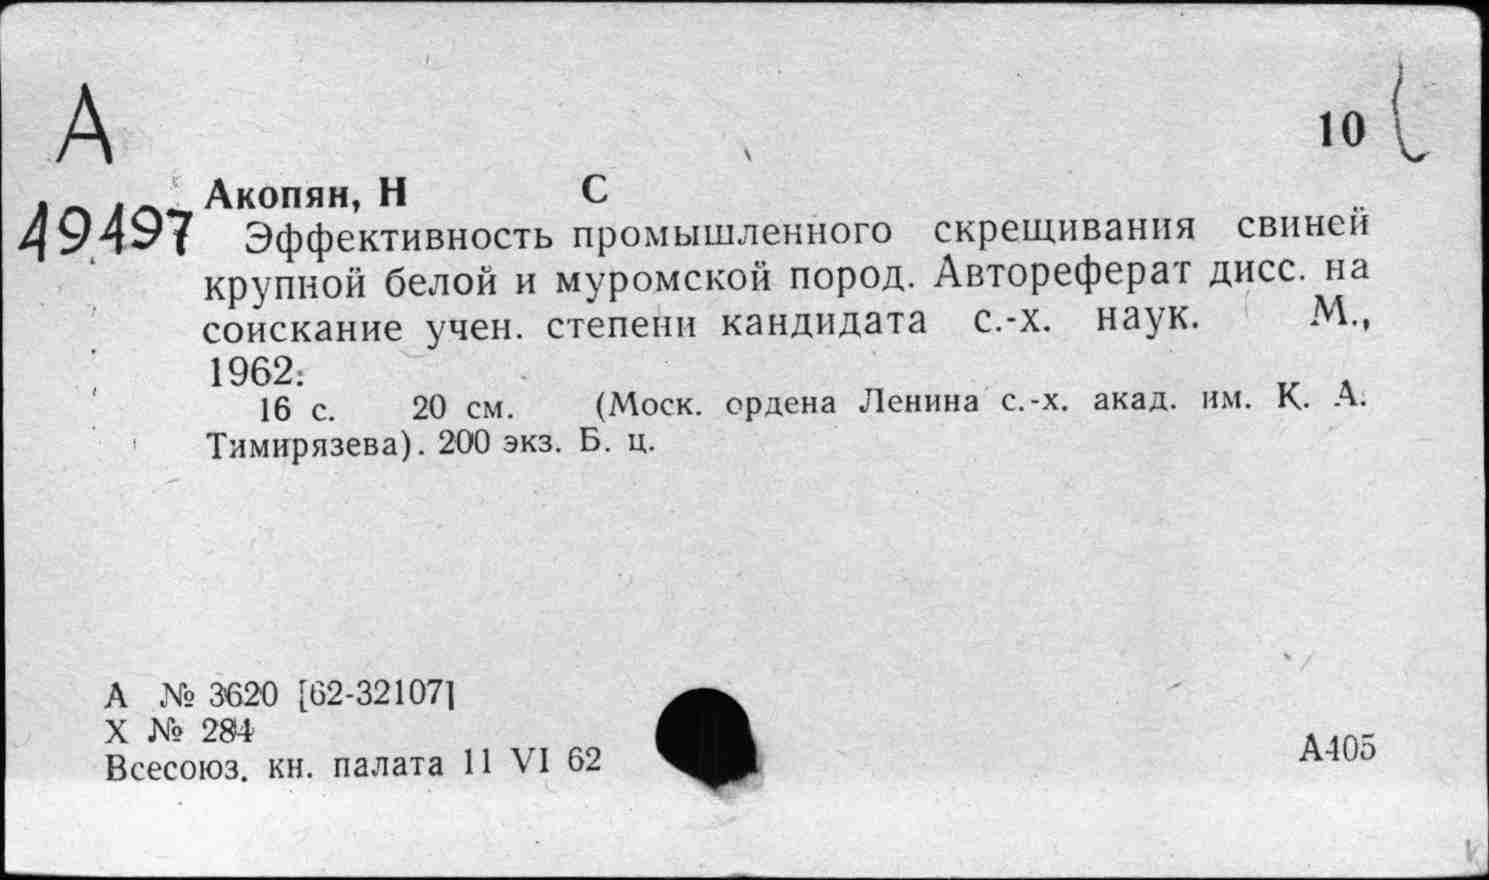 А
10
49497
Акопян, Н С
Эффективность промышленного скрещивания свиней
крупной белой и муромской пород. Автореферат дисс. на
соискание учен. степени кандидата с.-х. наук. М.,
1962.
16 с. 20 см. (Моск. ордена Ленина с.-х. акад. им. К. А.
Тимирязева). 200 экз. Б. ц.
А № 3620 [62-32107]
Х № 284
Всесоюз. кн. палата 11 VI 62
А405